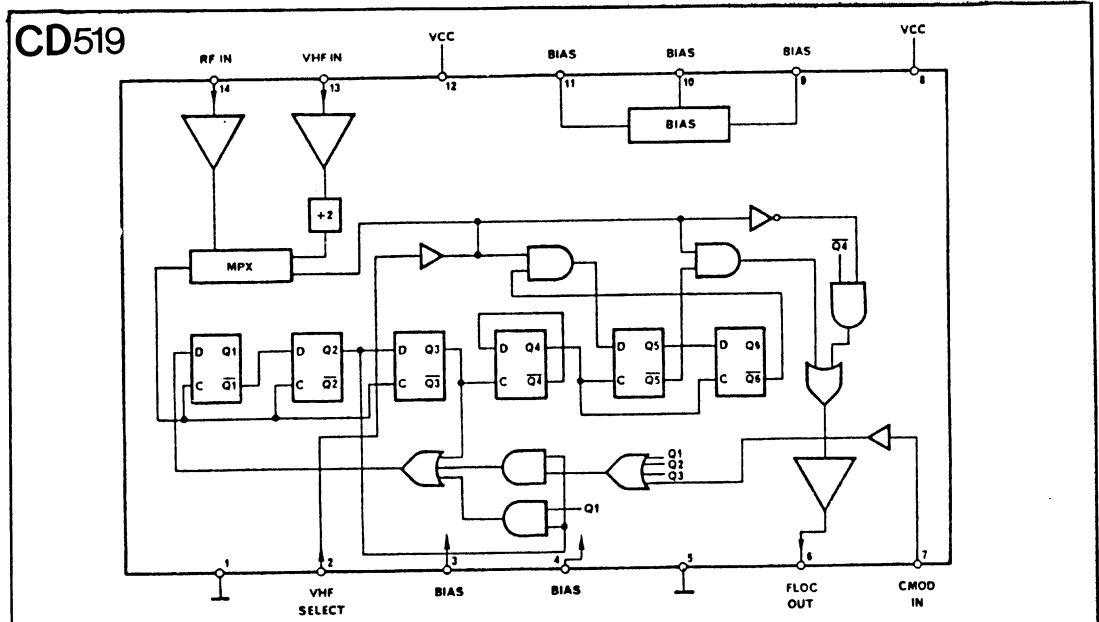 CD519
RF IN
VHF IN
VCC
BIAS
BIAS
BIAS
VCC
14
13
12
11
10
9
8
BIAS
÷2
MPX
Q4
D Q1
C Q1
D Q2
C Q2
D Q3
C Q3
D Q4
C Q4
D Q5
C Q5
D Q6
C Q6
Q1
Q2
Q3
Q1
1
2
3
4
5
6
7
VHF
SELECT
BIAS
BIAS
FLOC
OUT
CMOD
IN